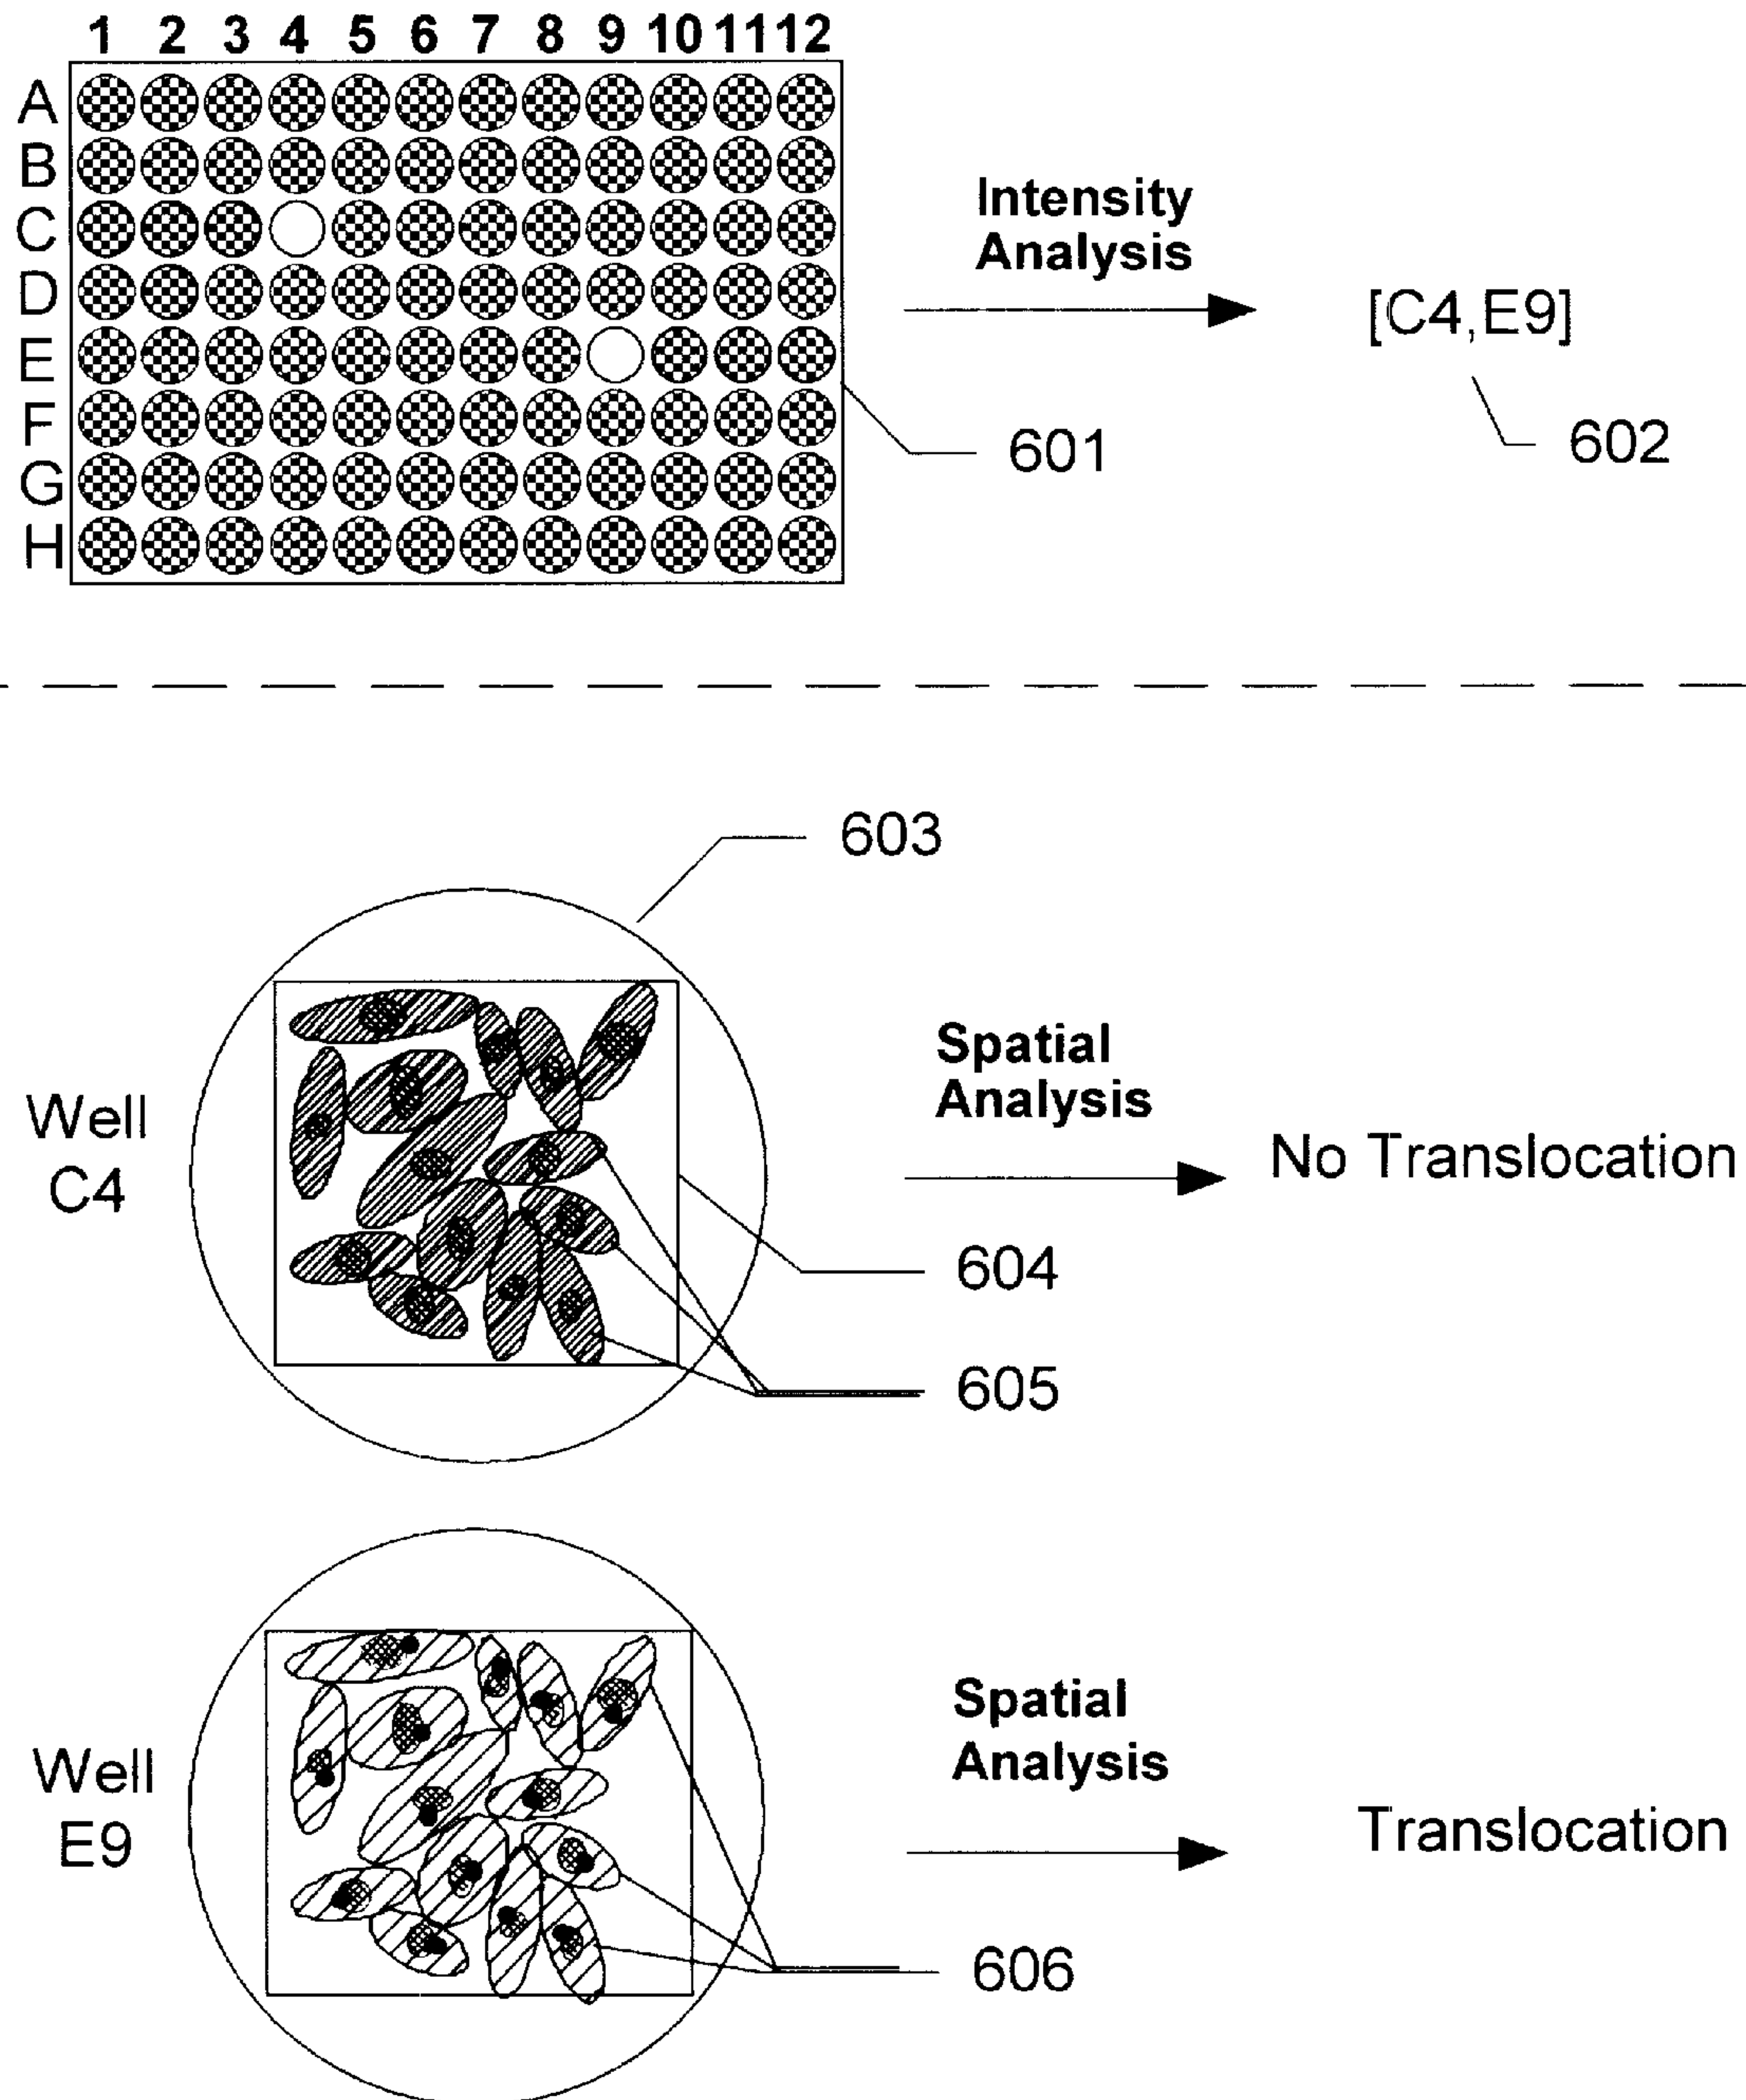 1 2 3 4 5 6 7 8 9 10 11 12
A
B
C
D
E
F
G
H
Intensity
Analysis
[C4,E9]
601
602
603
Well
C4
Spatial
Analysis
No Translocation
604
605
Well
E9
Spatial
Analysis
Translocation
606